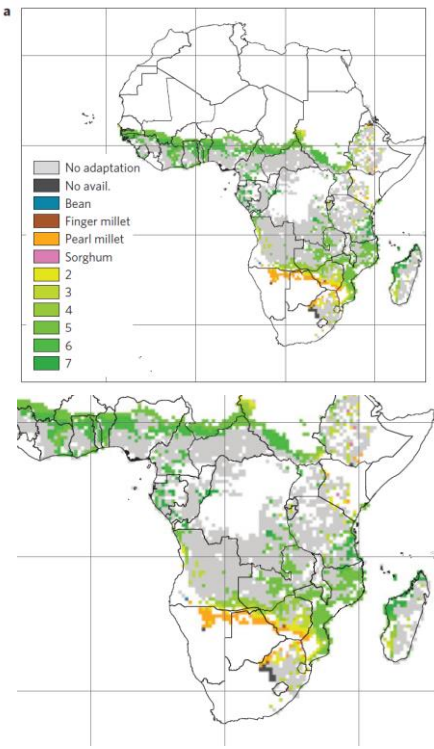 a
No adaptation
No avail.
Bean
Finger millet
Pearl millet
Sorghum
2
3
4
5
6
7